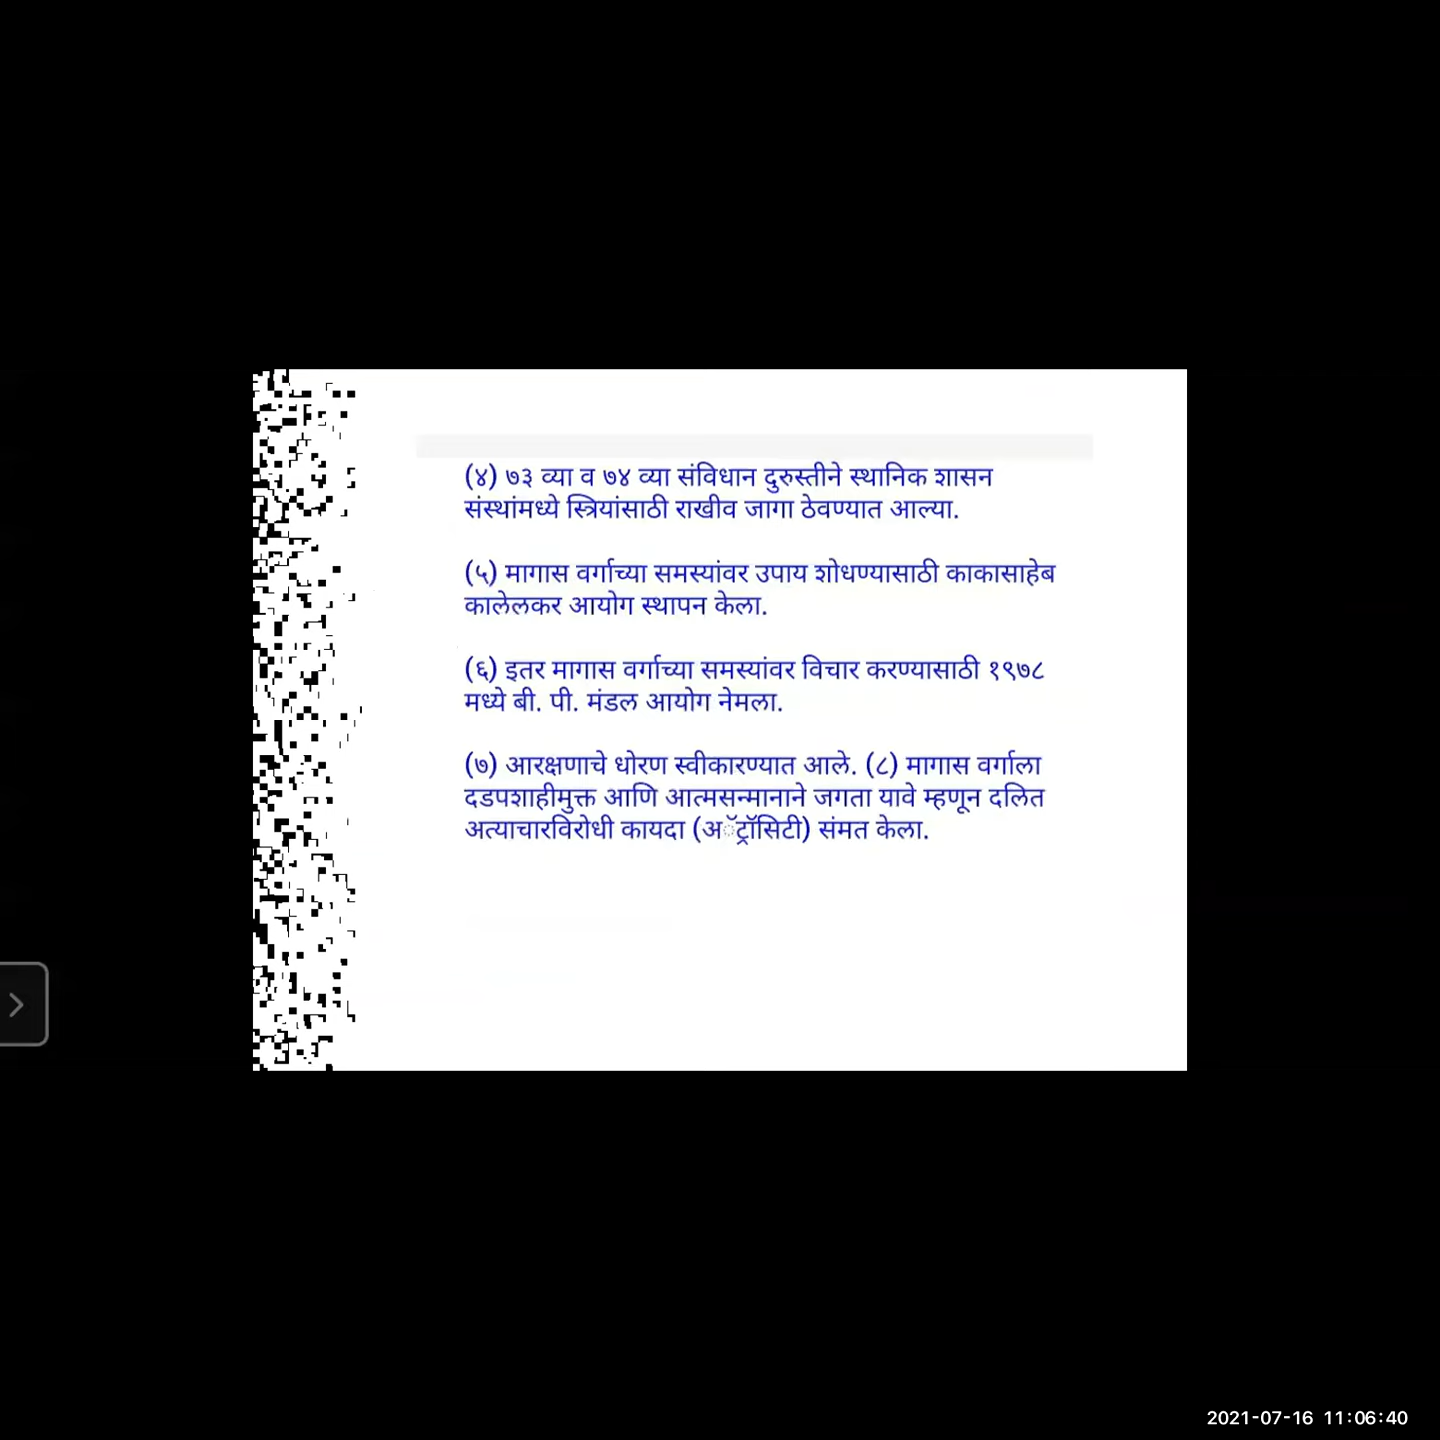 (४) ७३ व्या व ७४ व्या संविधान दुरुस्तीने स्थानिक शासन
संस्थांमध्ये स्त्रियांसाठी राखीव जागा ठेवण्यात आल्या.
(५) मागास वर्गाच्या समस्यांवर उपाय शोधण्यासाठी काकासाहेब
कालेलकर आयोग स्थापन केला.
(६) इतर मागास वर्गाच्या समस्यांवर विचार करण्यासाठी १९७८
मध्ये बी. पी. मंडल आयोग नेमला.
(७) आरक्षणाचे धोरण स्वीकारण्यात आले. (८) मागास वर्गाला
दडपशाहीमुक्त आणि आत्मसन्मानाने जगता यावे म्हणून दलित
अत्याचारविरोधी कायदा (अॅट्रॉसिटी) संमत केला.
2021-07-16 11:06:40